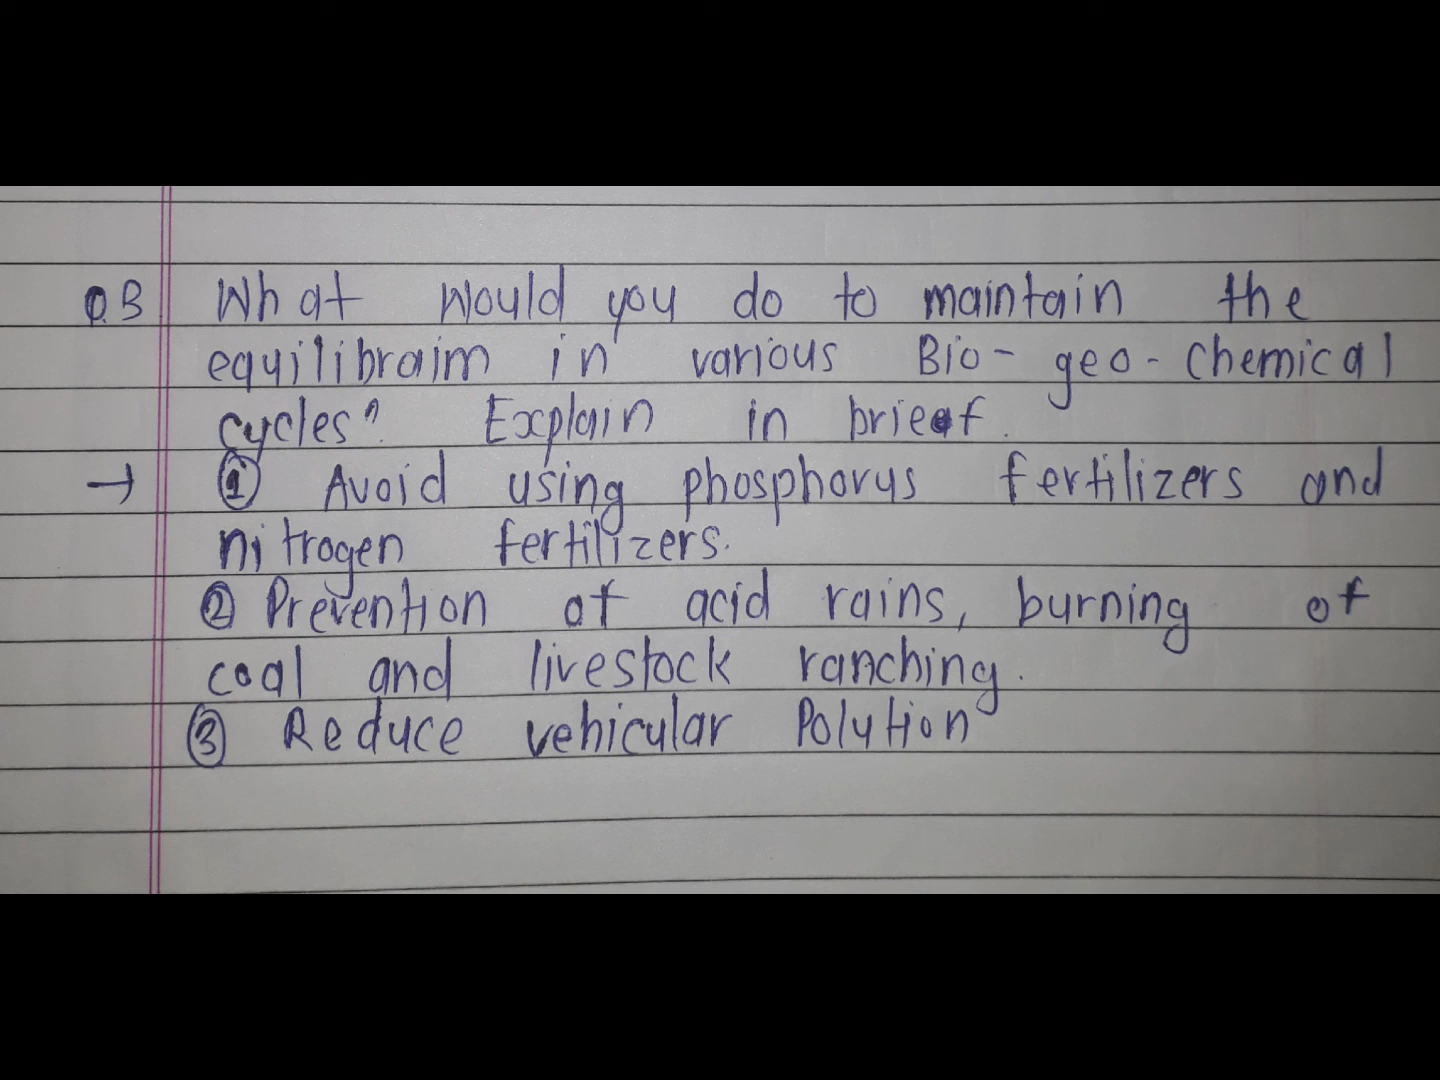 Q.3 What would you do to maintain the
equilibraim in various Bio-geo-chemical
cycles? Explain in brief.
→ ① Avoid using phosphorus fertilizers and
nitrogen fertilizers.
② Prevention of acid rains, burning of
coal and livestock ranching.
③ Reduce vehicular Polution